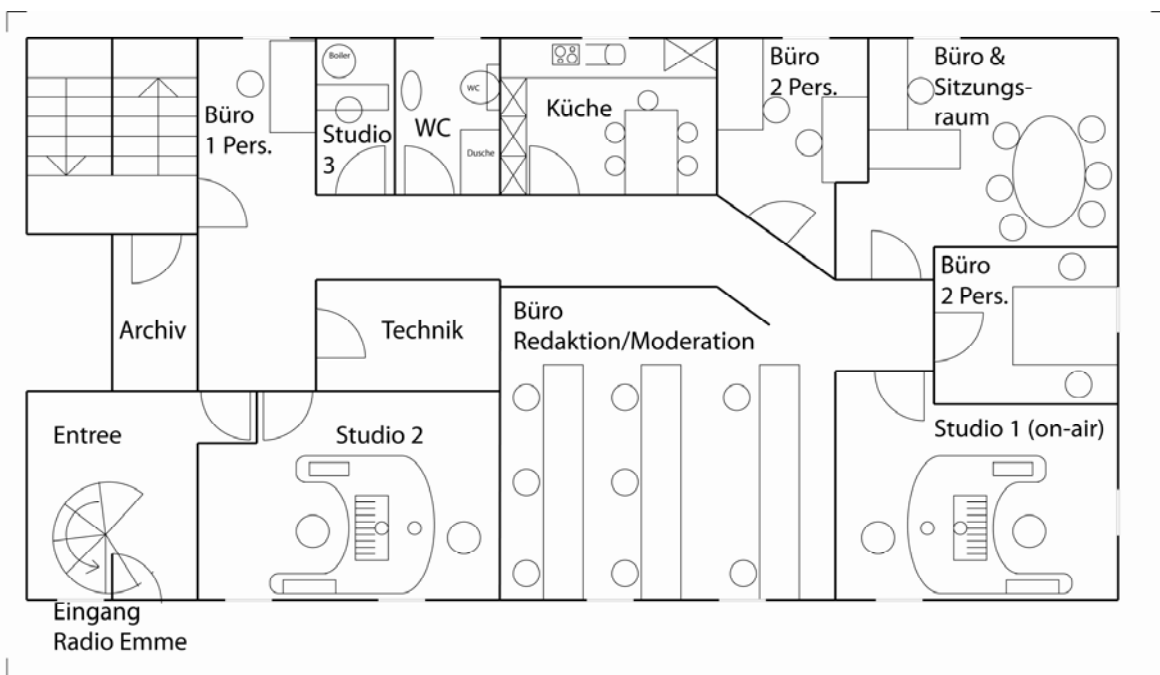 Büro
1 Pers.
Boiler
Studio
3
WC
WC
Dusche
Küche
Büro
2 Pers.
Büro &
Sitzungs-
raum
Büro
2 Pers.
Archiv
Technik
Büro
Redaktion/Moderation
Entree
Studio 2
Studio 1 (on-air)
Eingang
Radio Emme